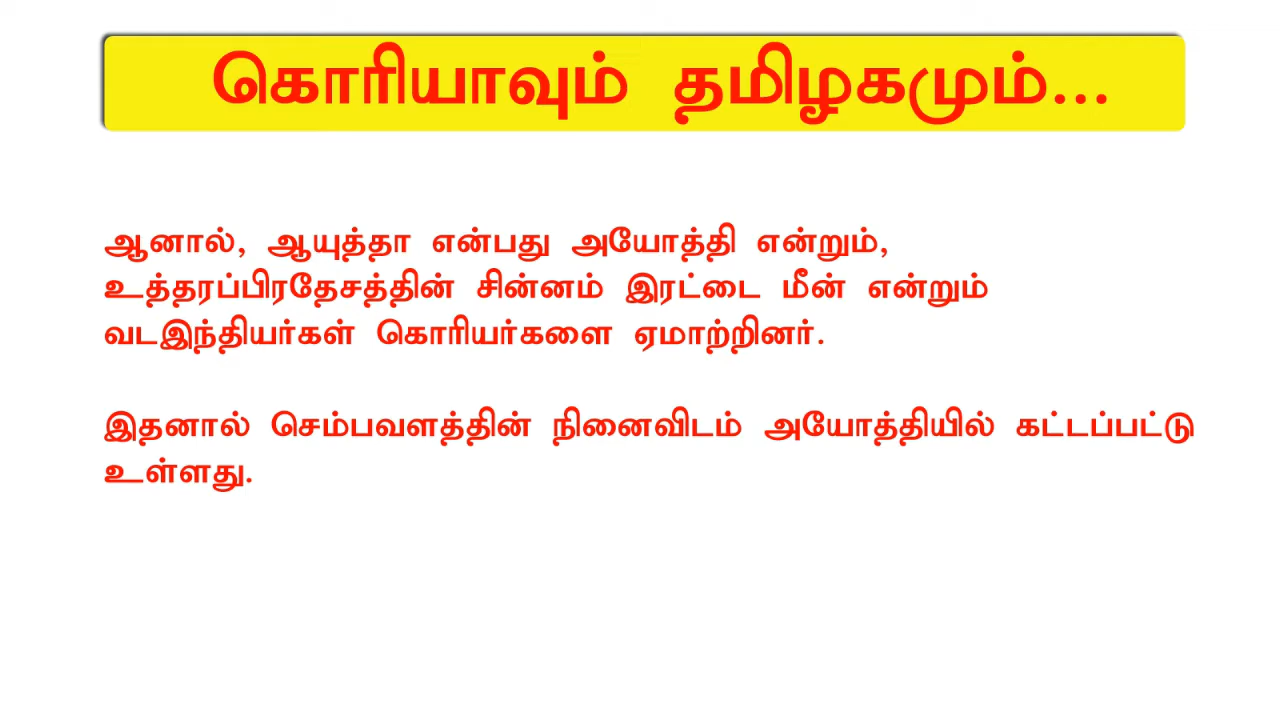 கொரியாவும் தமிழகமும்...
ஆனால், ஆயுத்தா என்பது அயோத்தி என்றும்,
உத்தரப்பிரதேசத்தின் சின்னம் இரட்டை மீன் என்றும்
வடஇந்தியர்கள் கொரியர்களை ஏமாற்றினர்.
இதனால் செம்பவளத்தின் நினைவிடம் அயோத்தியில் கட்டப்பட்டு
உள்ளது.